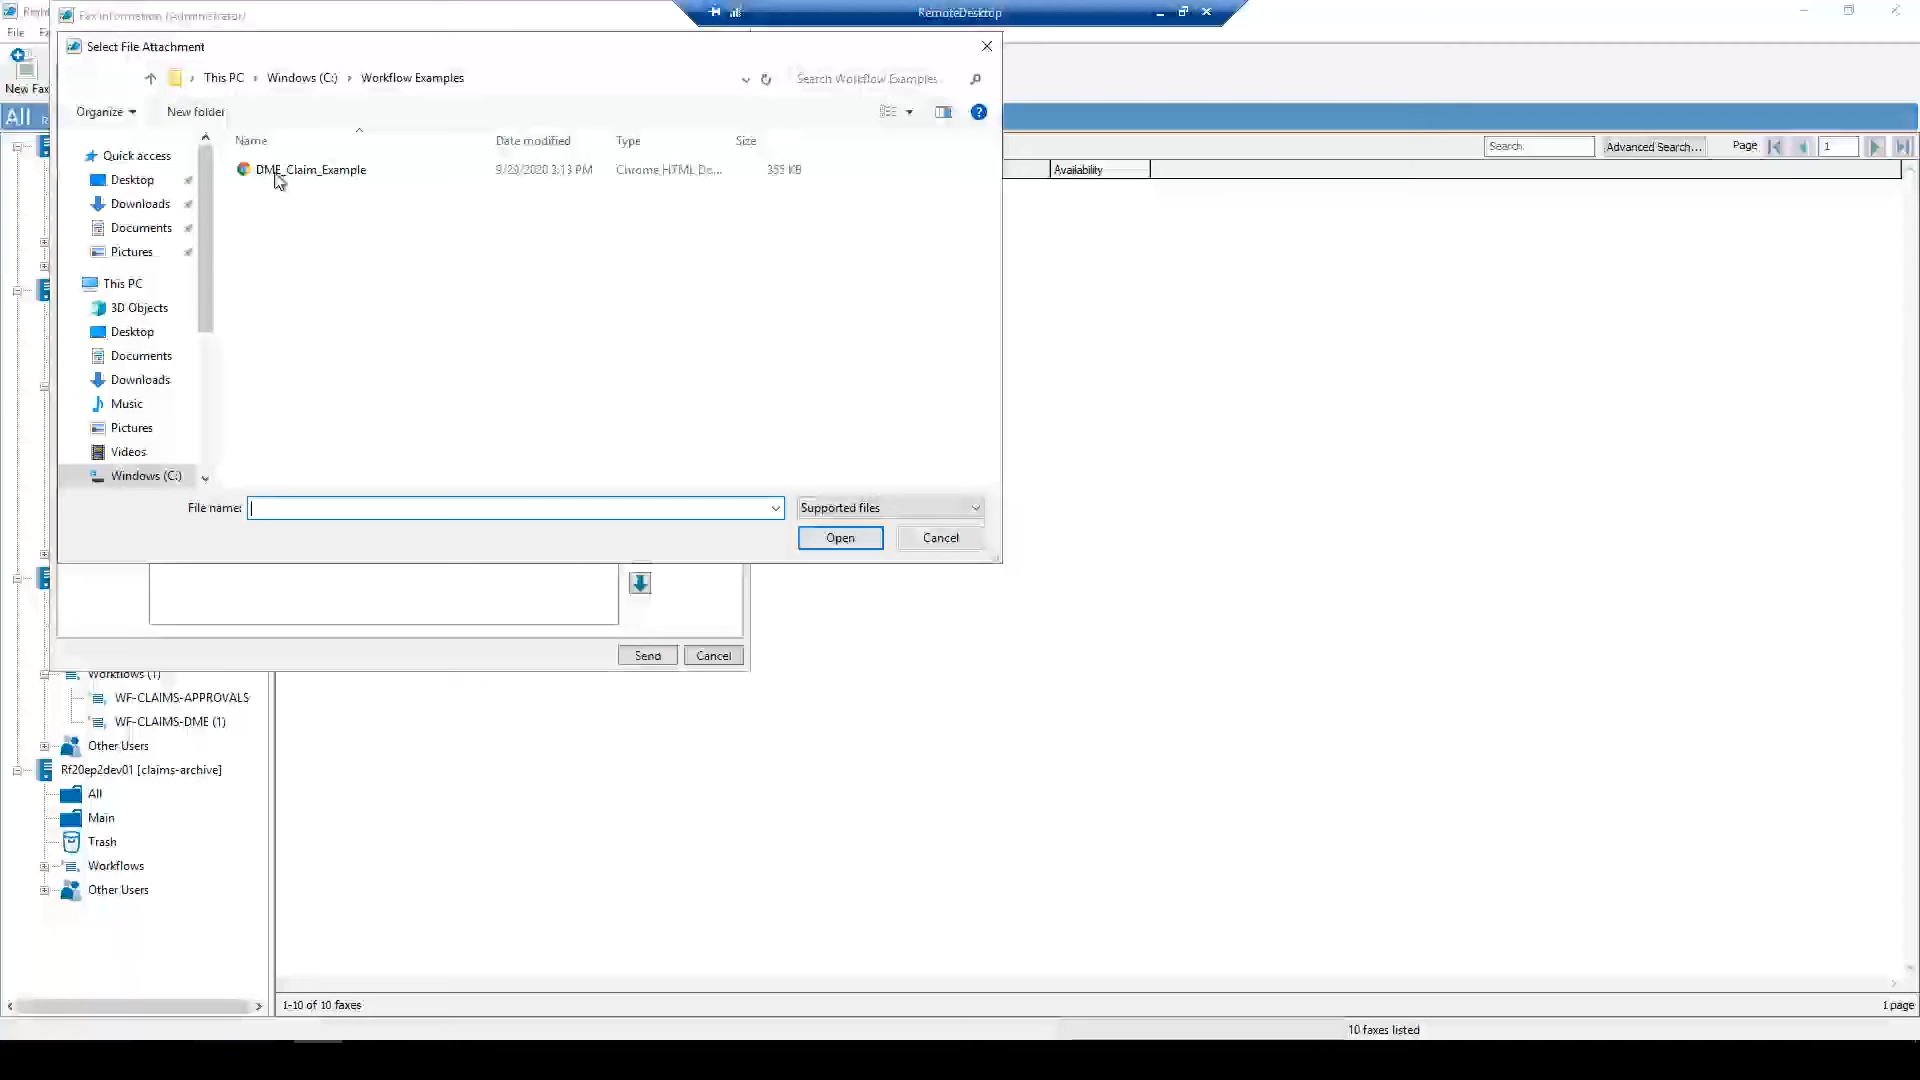 Fax Information (Administrator)
RemoteDesktop
File
Select File Attachment
This PC
Windows (C:)
Workflow Examples
Search Workflow Examples
New Fax
Organize
New folder
All
Name
Date modified
Type
Size
Search:
Advanced Search...
Page
1
Quick access
DME_Claim_Example
3:13 PM
Chrome HTML Do...
355 KB
Availability
Desktop
Downloads
Documents
Pictures
This PC
3D Objects
Desktop
Documents
Downloads
Music
Pictures
Videos
Windows (C:)
File name:
Supported files
Open
Cancel
Send
Cancel
Workflows (1)
WF-CLAIMS-APPROVALS
WF-CLAIMS-DME (1)
Other Users
Rf20ep2dev01 [claims-archive]
All
Main
Trash
Workflows
Other Users
1-10 of 10 faxes
1 page
10 faxes listed